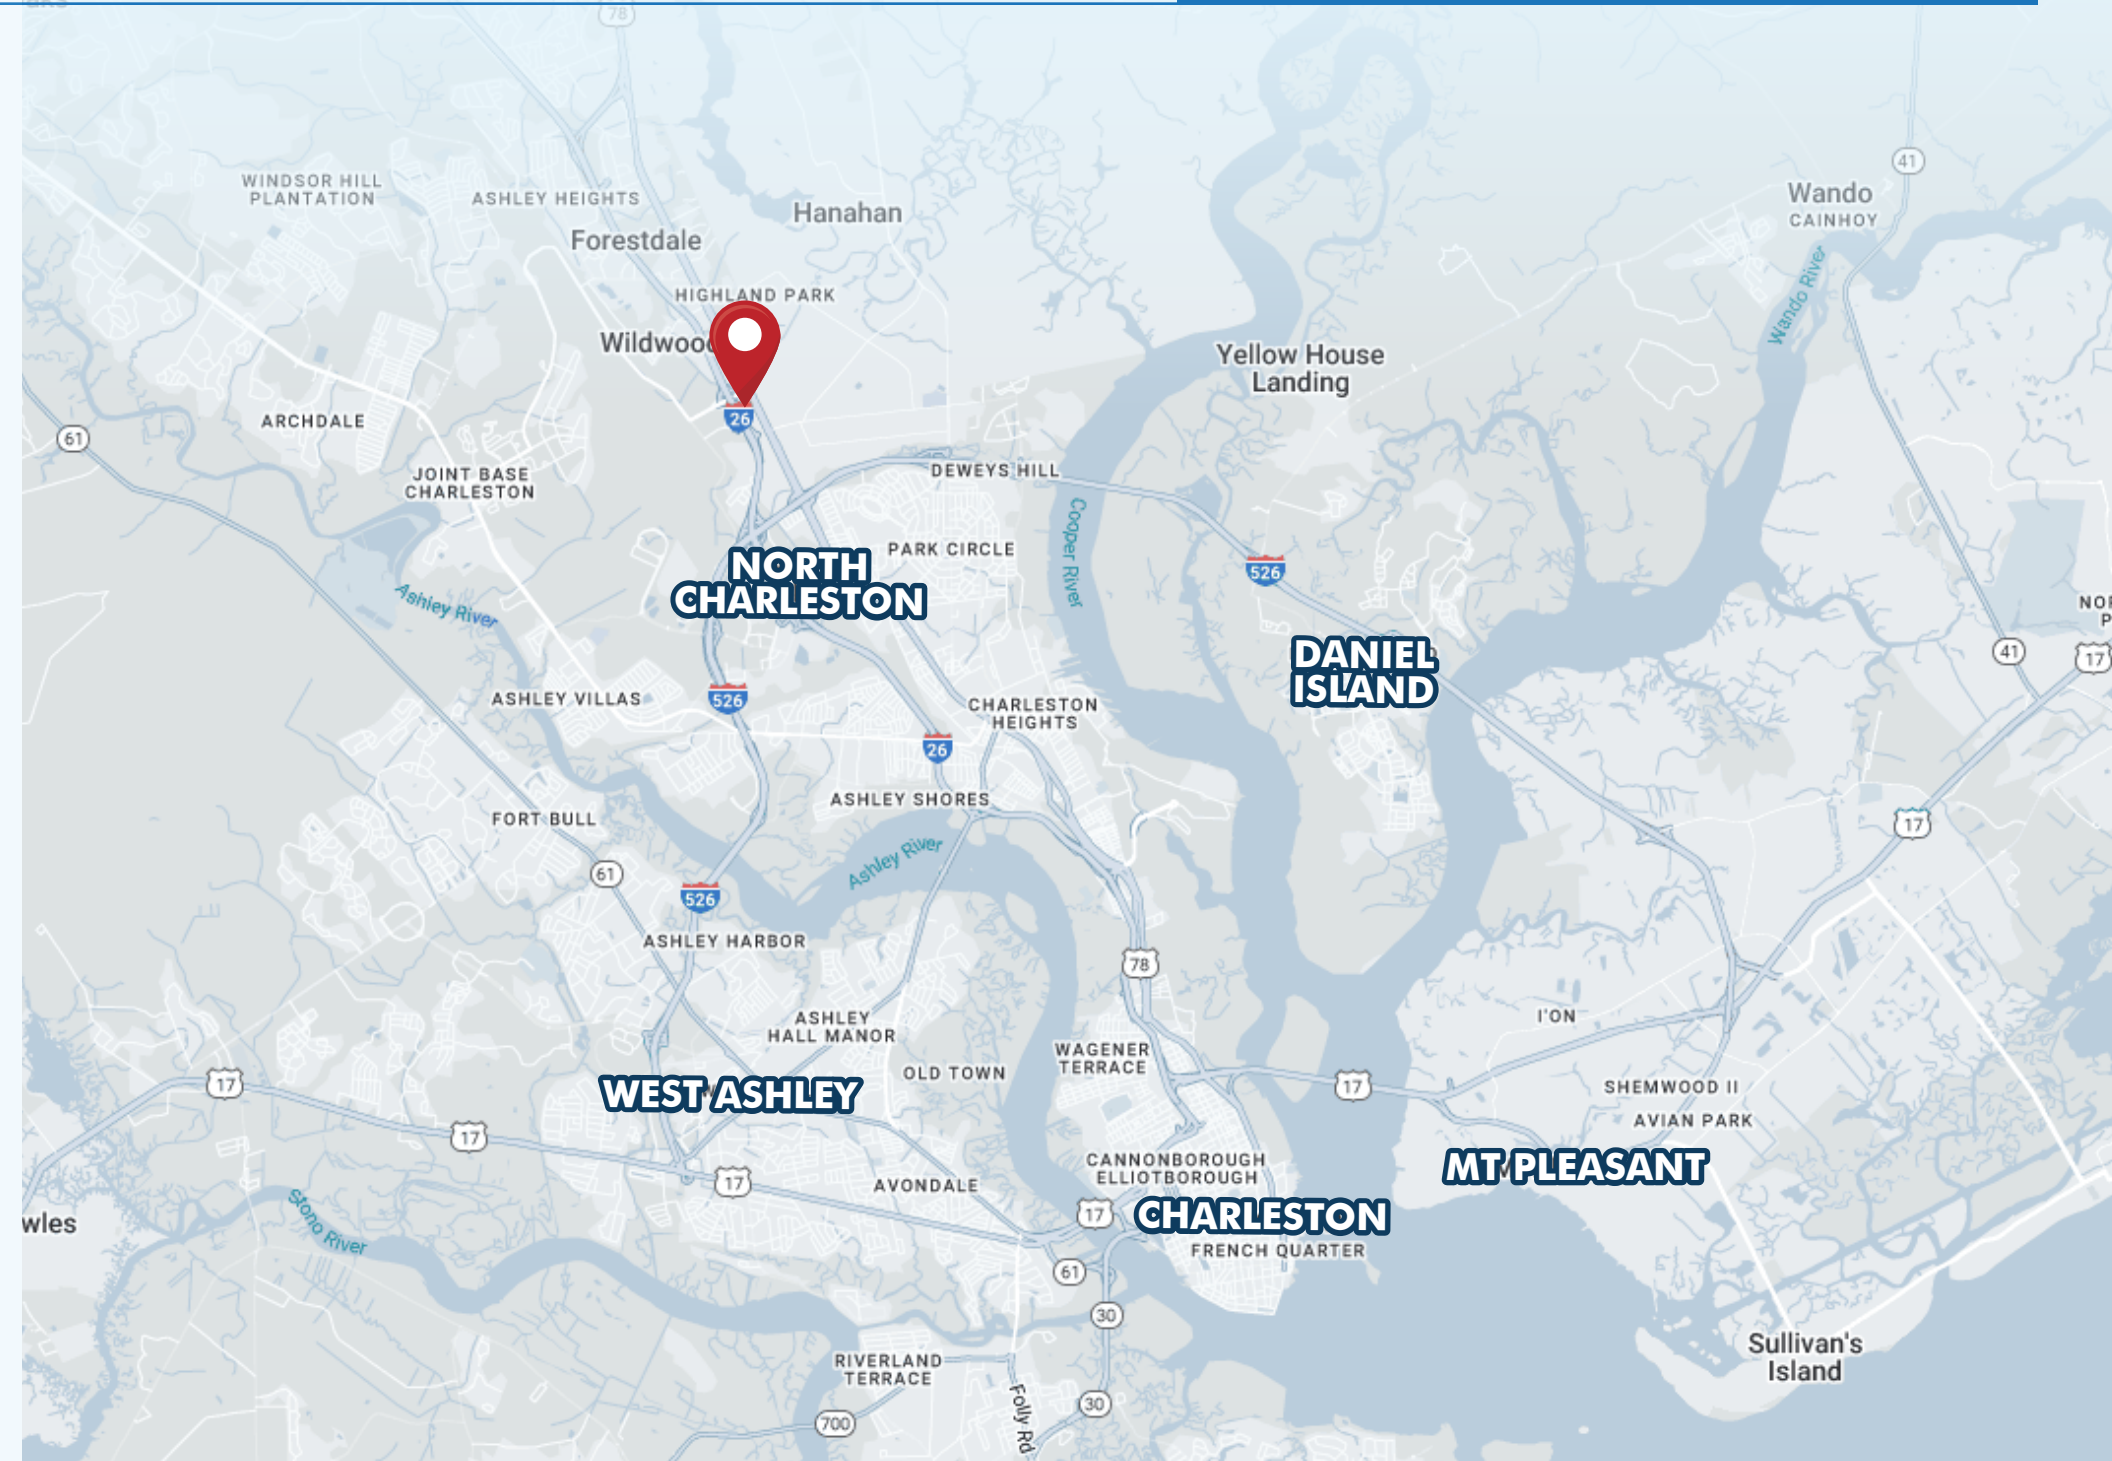 78
WINDSOR HILL
PLANTATION
ASHLEY HEIGHTS
Hanahan
Forestdale
41
Wando
CAINHOY
Wando River
HIGHLAND PARK
Yellow House
Landing
26
61
ARCHDALE
JOINT BASE
CHARLESTON
DEWEYS HILL
Cooper River
PARK CIRCLE
NORTH
CHARLESTON
526
Ashley River
DANIEL
ISLAND
41
17
ASHLEY VILLAS
526
CHARLESTON
HEIGHTS
26
ASHLEY SHORES
FORT BULL
17
Ashley River
61
526
ASHLEY HARBOR
78
ASHLEY
HALL MANOR
I'ON
WAGENER
TERRACE
OLD TOWN
17
WEST ASHLEY
17
SHEMWOOD II
AVIAN PARK
17
17
CANNONBOROUGH
ELLIOTBOROUGH
MT PLEASANT
AVONDALE
17
CHARLESTON
FRENCH QUARTER
wles
Stono River
61
30
Sullivan's
Island
RIVERLAND
TERRACE
Folly Rd
30
700